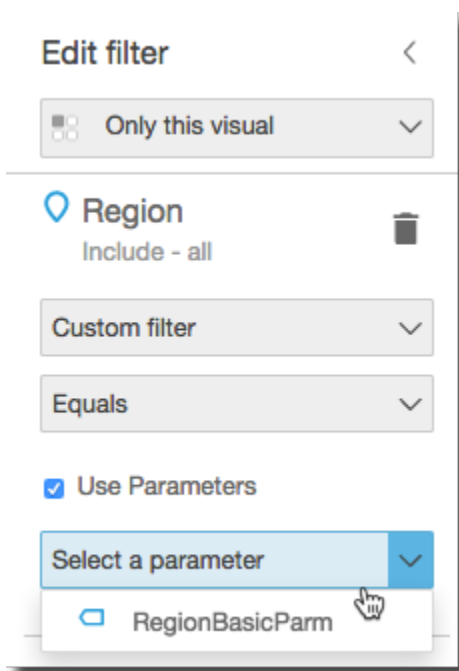 Edit filter
Only this visual
Region
Include - all
Custom filter
Equals
Use Parameters
Select a parameter
RegionBasicParm